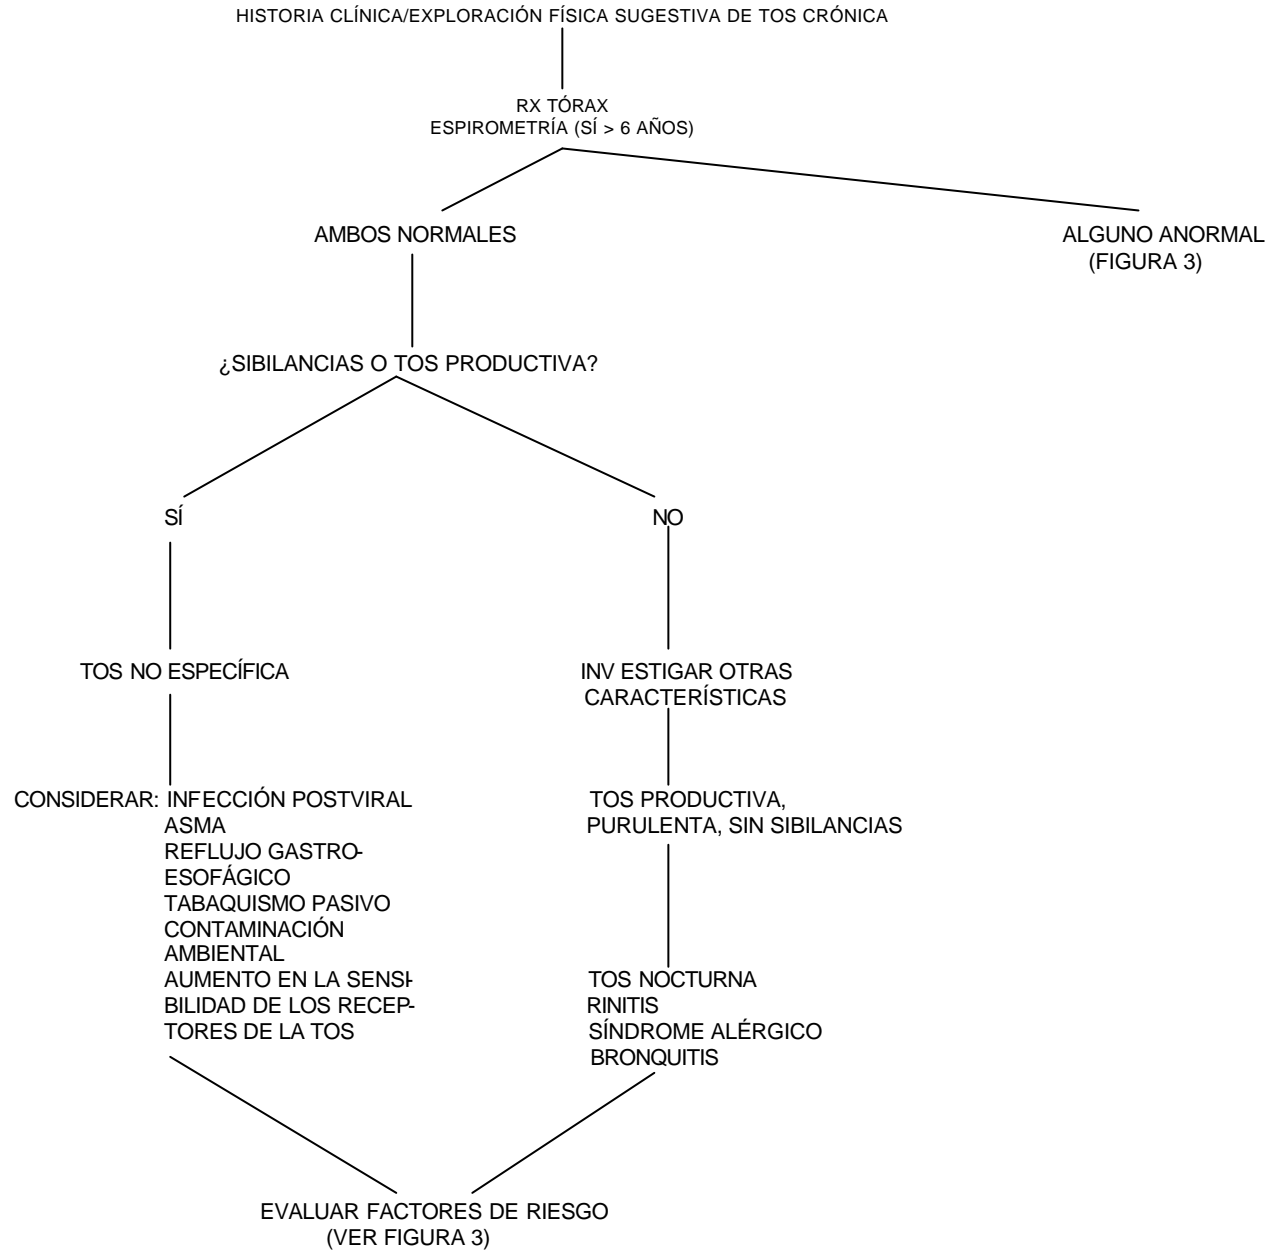 HISTORIA CLÍNICA/EXPLORACIÓN FÍSICA SUGESTIVA DE TOS CRÓNICA
RX TÓRAX
ESPIROMETRÍA (SÍ > 6 AÑOS)
AMBOS NORMALES
ALGUNO ANORMAL
(FIGURA 3)
¿SIBILANCIAS O TOS PRODUCTIVA?
SÍ
NO
TOS NO ESPECÍFICA
INV ESTIGAR OTRAS
CARACTERÍSTICAS
CONSIDERAR: INFECCIÓN POSTVIRAL
ASMA
REFLUJO GASTRO-
ESOFÁGICO
TABAQUISMO PASIVO
CONTAMINACIÓN
AMBIENTAL
AUMENTO EN LA SENSI-
BILIDAD DE LOS RECEP-
TORES DE LA TOS
TOS PRODUCTIVA,
PURULENTA, SIN SIBILANCIAS
TOS NOCTURNA
RINITIS
SÍNDROME ALÉRGICO
BRONQUITIS
EVALUAR FACTORES DE RIESGO
(VER FIGURA 3)